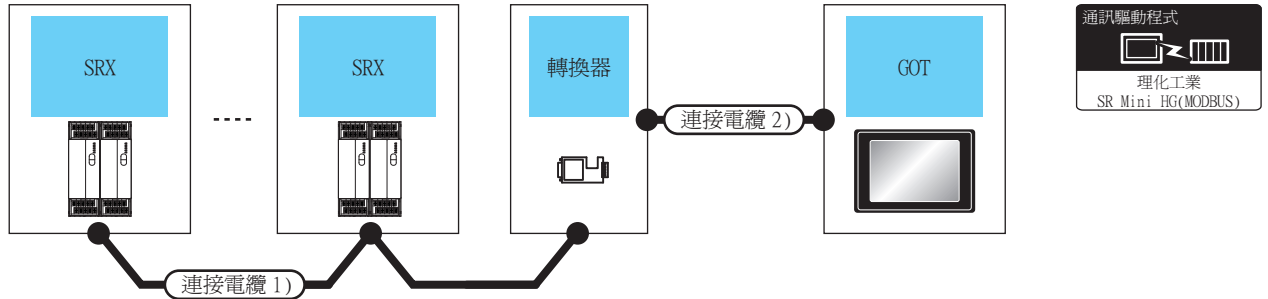 SRX
SRX
轉換器
GOT
連接電纜 2)
連接電纜 1)
通訊驅動程式
理化工業
SR Mini HG(MODBUS)